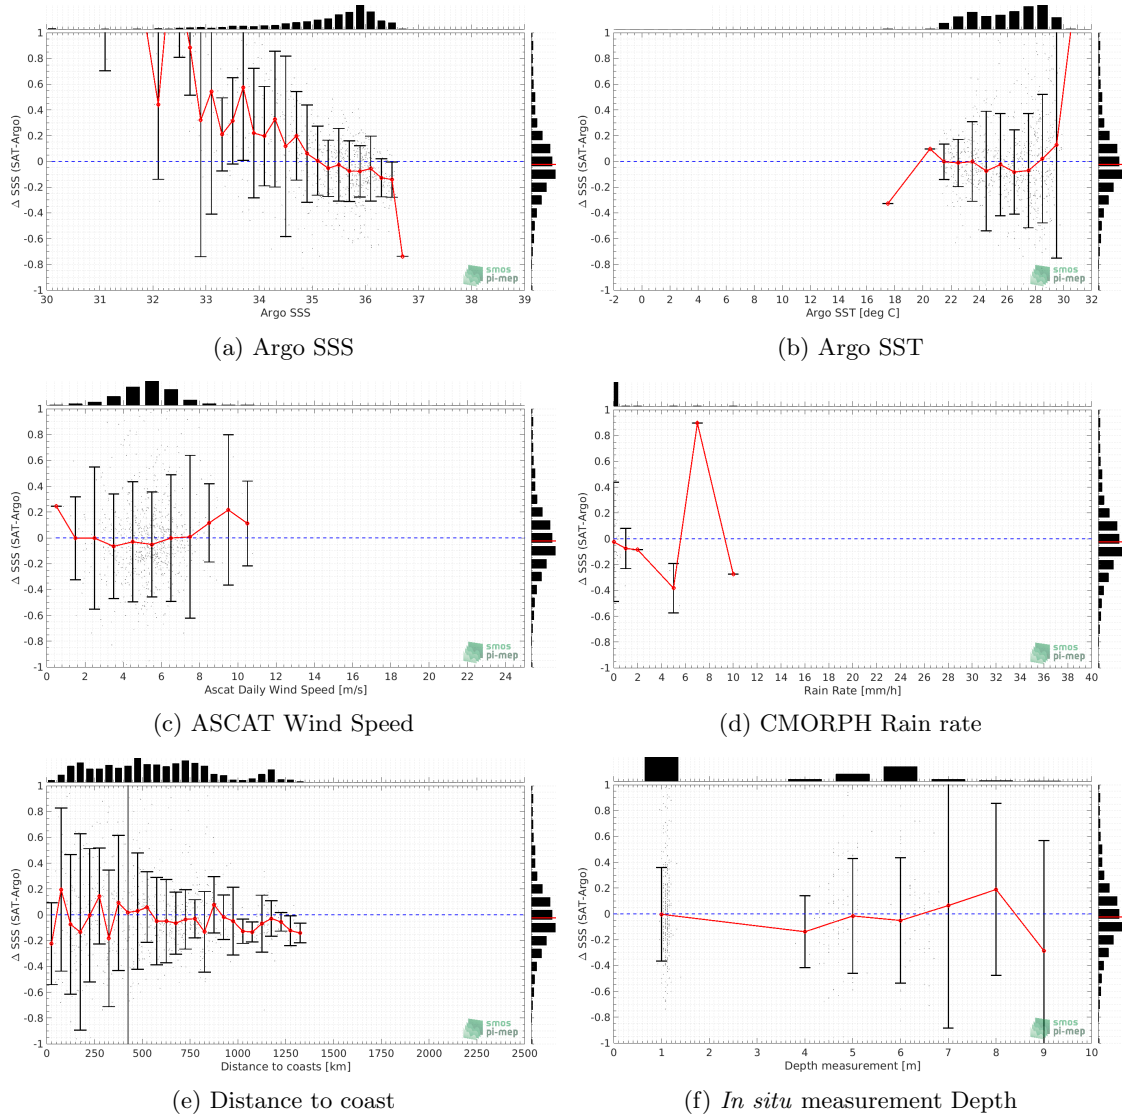 1
0.8
0.6
0.4
0.2
0
-0.2
-0.4
-0.6
-0.8
-1
Δ SSS (SAT-Argo)
smos
pi-mep
30 31 32 33 34 35 36 37 38 39
Argo SSS
(a) Argo SSS
1
0.8
0.6
0.4
0.2
0
-0.2
-0.4
-0.6
-0.8
-1
Δ SSS (SAT-Argo)
smos
pi-mep
-2 0 2 4 6 8 10 12 14 16 18 20 22 24 26 28 30 32
Argo SST [deg C]
(b) Argo SST
1
0.8
0.6
0.4
0.2
0
-0.2
-0.4
-0.6
-0.8
-1
Δ SSS (SAT-Argo)
smos
pi-mep
0 2 4 6 8 10 12 14 16 18 20 22 24
Ascat Daily Wind Speed [m/s]
(c) ASCAT Wind Speed
1
0.8
0.6
0.4
0.2
0
-0.2
-0.4
-0.6
-0.8
-1
Δ SSS (SAT-Argo)
smos
pi-mep
0 2 4 6 8 10 12 14 16 18 20 22 24 26 28 30 32 34 36 38 40
Rain Rate [mm/h]
(d) CMORPH Rain rate
1
0.8
0.6
0.4
0.2
0
-0.2
-0.4
-0.6
-0.8
-1
Δ SSS (SAT-Argo)
smos
pi-mep
0 250 500 750 1000 1250 1500 1750 2000 2250 2500
Distance to coasts [km]
(e) Distance to coast
1
0.8
0.6
0.4
0.2
0
-0.2
-0.4
-0.6
-0.8
-1
Δ SSS (SAT-Argo)
smos
pi-mep
0 1 2 3 4 5 6 7 8 9 10
Depth measurement [m]
(f) In situ measurement Depth